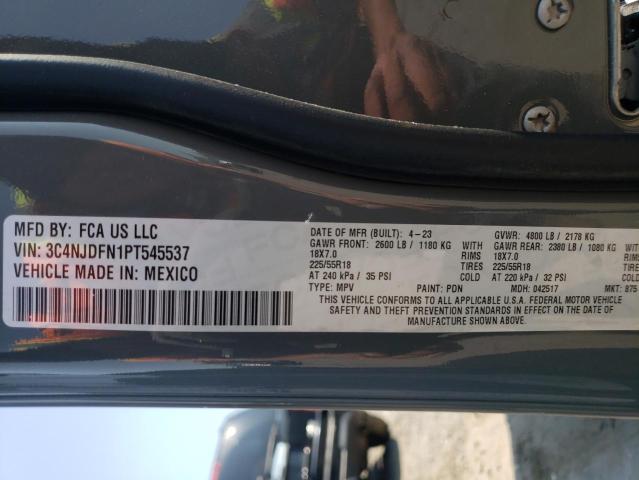 MFD BY: FCA US LLC
VIN: 3C4NJDFN1PT545537
VEHICLE MADE IN: MEXICO
DATE OF MFR (BUILT): 4-23
GAWR FRONT: 2600 LB / 1180 KG
18X7.0
225/55R18
AT 240 kPa / 35 PSI
TYPE: MPV
WITH
RIMS
TIRES
COLD
PAINT: PDN
GVWR: 4800 LB / 2178 KG
GAWR REAR: 2380 LB / 1080 KG
18X7.0
225/55R18
AT 220 kPa / 32 PSI
MDH: 042517
WITH
RIMS
TIRES
COLD
MKT: 875
THIS VEHICLE CONFORMS TO ALL APPLICABLE U.S.A. FEDERAL MOTOR VEHICLE
SAFETY AND THEFT PREVENTION STANDARDS IN EFFECT ON THE DATE OF
MANUFACTURE SHOWN ABOVE.